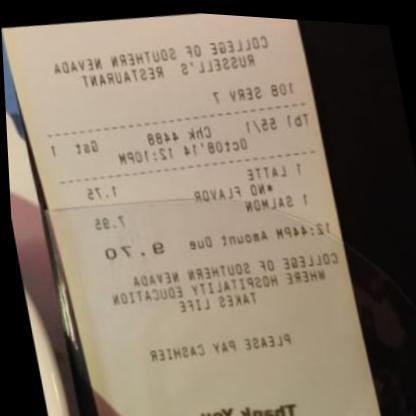 COLLEGE OF SOUTHERN NEVADA
RUSSELL'S RESTAURANT
108 SERV 7
Tbl 55/1 Chk 4488 Gst 1
Oct08'14 12:10PM
1 LATTE 1.75
*NO FLAVOR
1 SALMON 7.95
12:44PM Amount Due 9.70
COLLEGE OF SOUTHERN NEVADA
WHERE HOSPITALITY EDUCATION
TAKES LIFE
PLEASE PAY CASHIER
Thank You